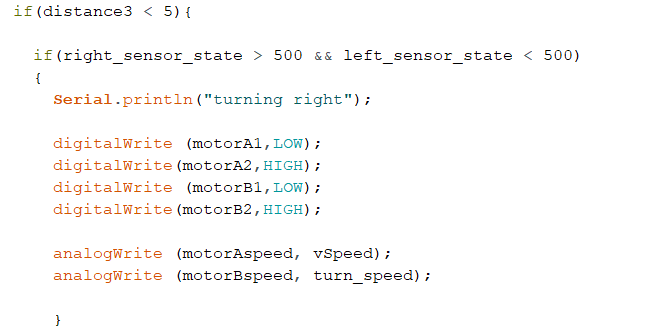 if(distance3 < 5){
if(right_sensor_state > 500 && left_sensor_state < 500)
{
Serial.println("turning right");
digitalWrite (motorA1,LOW);
digitalWrite(motorA2,HIGH);
digitalWrite (motorB1,LOW);
digitalWrite(motorB2,HIGH);
analogWrite (motorAspeed, vSpeed);
analogWrite (motorBspeed, turn_speed);
}